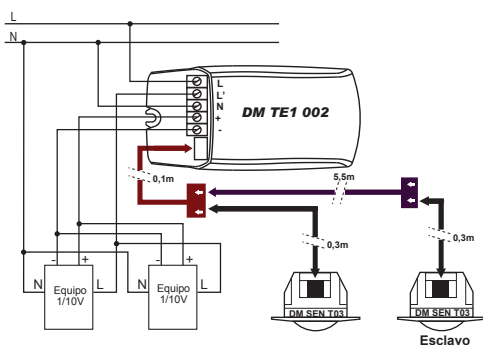 L
N
L
L'
N
+
-
DM TE1 002
0,1m
5,5m
0,3m
0,3m
- + - +
N Equipo 1/10V L N Equipo 1/10V L
DM SEN T03
DM SEN T03
Esclavo